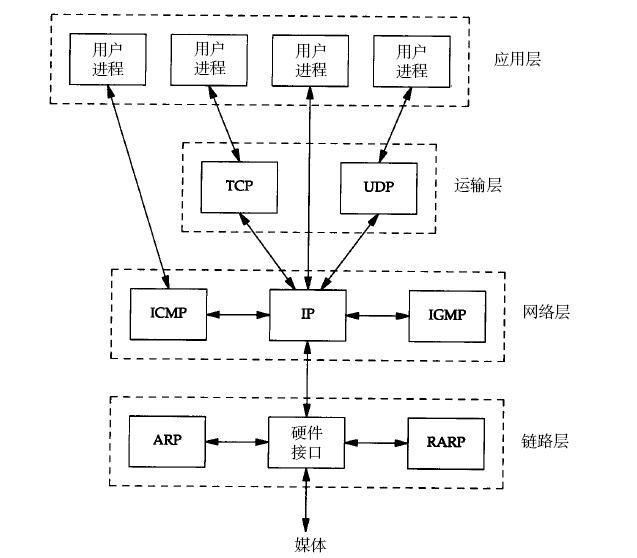 用户
进程
用户
进程
用户
进程
用户
进程
应用层
TCP
UDP
运输层
ICMP
IP
IGMP
网络层
ARP
硬件
接口
RARP
链路层
媒体